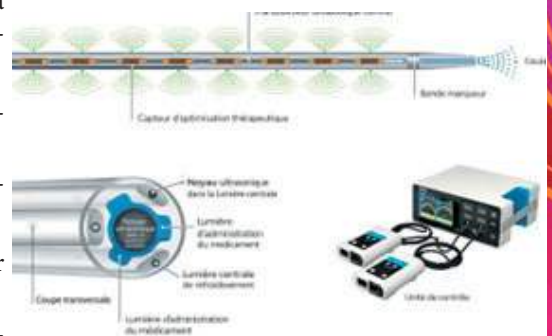 Capteur d'optimisation thérapeutique
Bande marqueur
Noyau ultrasonique
dans la lumière centrale
Lumière
d'administration
du médicament
Lumière centrale
de refroidissement
Coupe transversale
Lumière d'administration
du médicament
Unité de contrôle